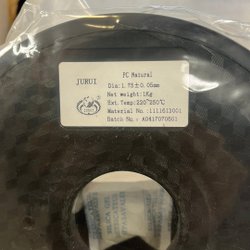 JURUI
PC Natural
Dia:1.75±0.05mm
Net weight:1Kg
Ext.Temp:220~250℃
Material No.:1111611001
Batch No.: A0417070501